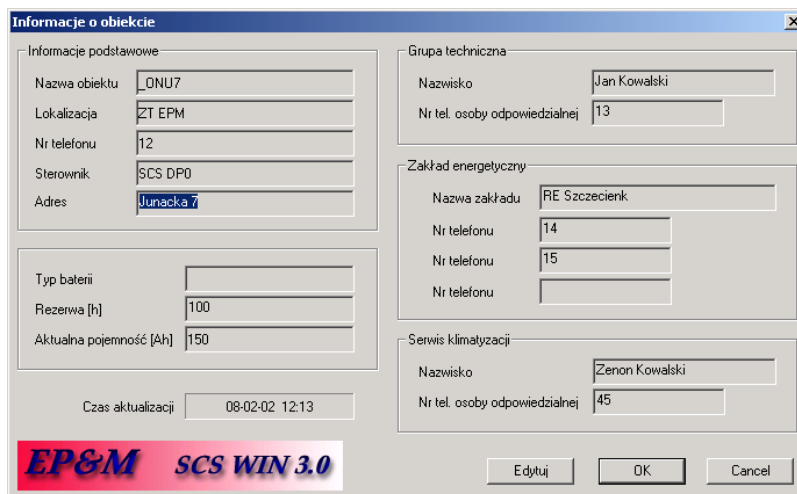 Informacje o obiekcie
Informacje podstawowe
Nazwa obiektu _ONU7
Lokalizacja ZT EPM
Nr telefonu 12
Sterownik SCS DP0
Adres Junacka 7
Typ baterii
Rezerwa [h] 100
Aktualna pojemność [Ah] 150
Czas aktualizacji 08-02-02 12:13
EP&M SCS WIN 3.0
Grupa techniczna
Nazwisko Jan Kowalski
Nr tel. osoby odpowiedzialnej 13
Zakład energetyczny
Nazwa zakładu RE Szczecienk
Nr telefonu 14
Nr telefonu 15
Nr telefonu
Serwis klimatyzacji
Nazwisko Zenon Kowalski
Nr tel. osoby odpowiedzialnej 45
Edytuj OK Cancel